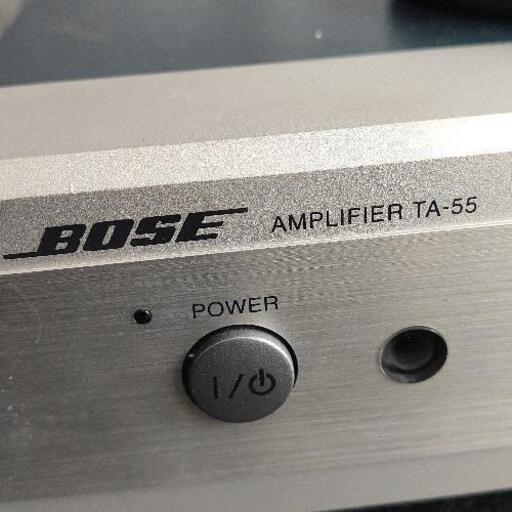 BOSE AMPLIFIER TA-55
POWER
I/⏻